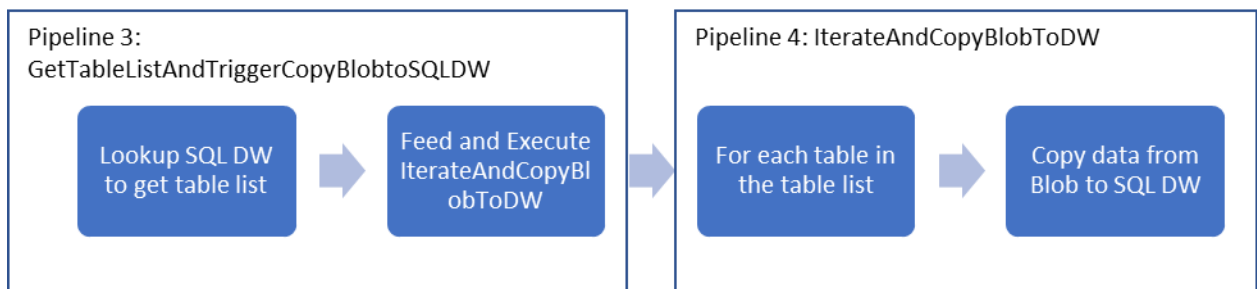 Pipeline 3:
GetTableListAndTriggerCopyBlobtoSQLDW
Lookup SQL DW
to get table list
Feed and Execute
IterateAndCopyBl
obToDW
Pipeline 4: IterateAndCopyBlobToDW
For each table in
the table list
Copy data from
Blob to SQL DW